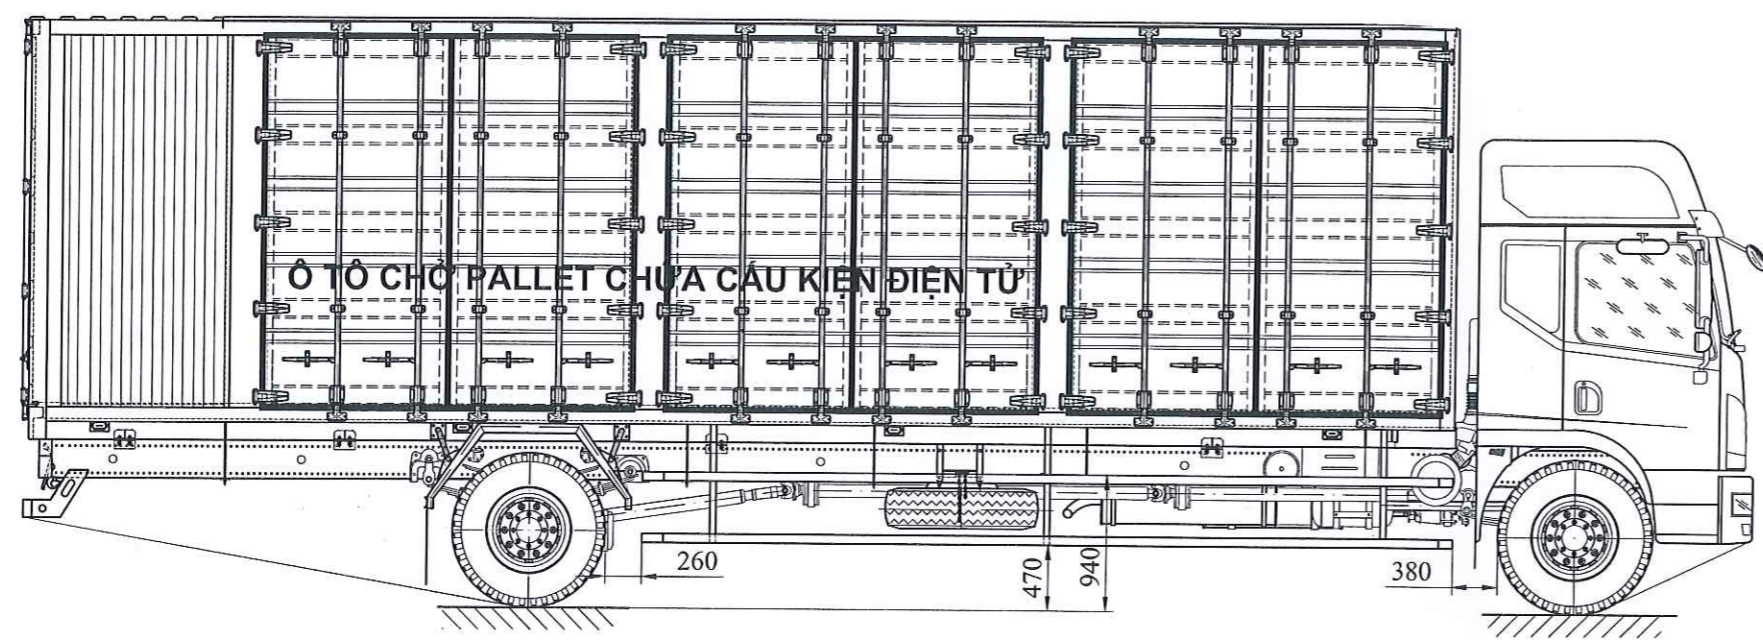 Ô TÔ CHỞ PALLET CHỨA CẤU KIỆN ĐIỆN TỬ
260
470
940
380